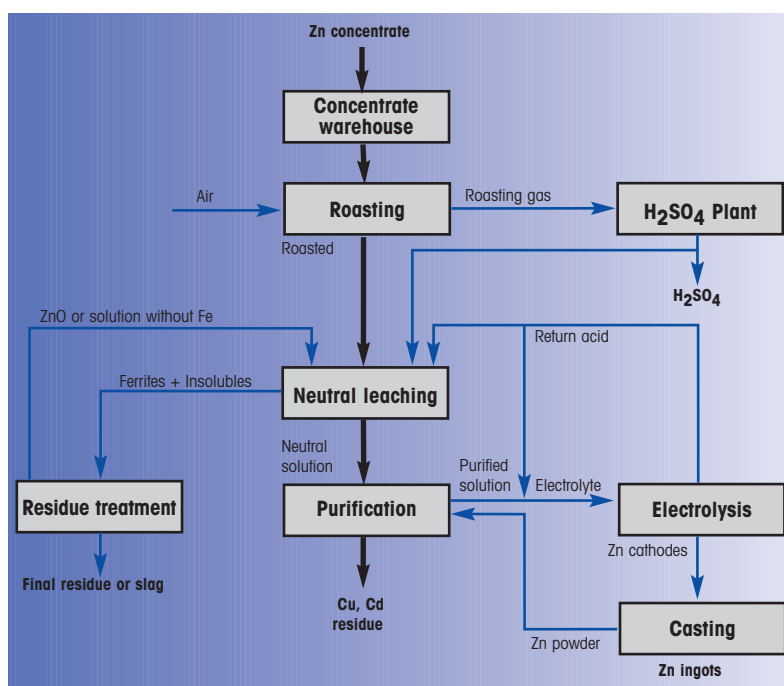 Zn concentrate
Concentrate
warehouse
Air
Roasting
Roasting gas
H₂SO₄ Plant
Roasted
H₂SO₄
ZnO or solution without Fe
Return acid
Ferrites + Insolubles
Neutral leaching
Neutral
solution
Purified
solution
Electrolyte
Residue treatment
Purification
Electrolysis
Zn cathodes
Final residue or slag
Cu, Cd
residue
Zn powder
Casting
Zn ingots